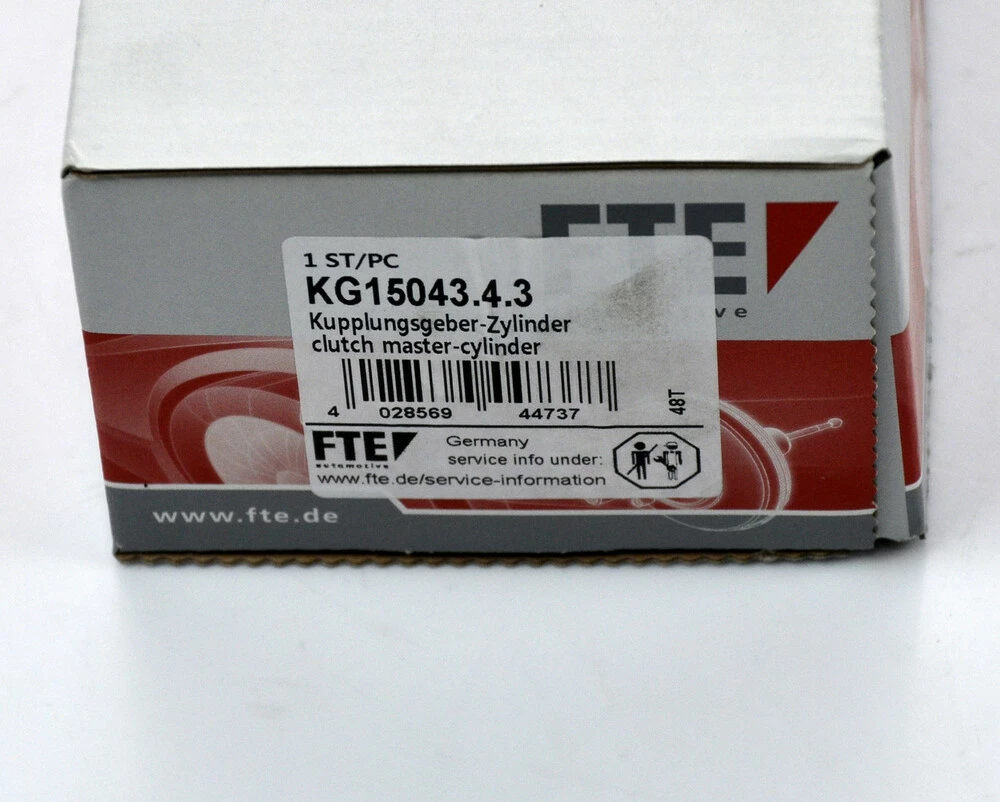 FTE
1 ST/PC
KG15043.4.3
Kupplungsgeber-Zylinder
clutch master-cylinder
4 028569 44737
48T
FTE
automotive
Germany
service info under:
www.fte.de/service-information
www.fte.de